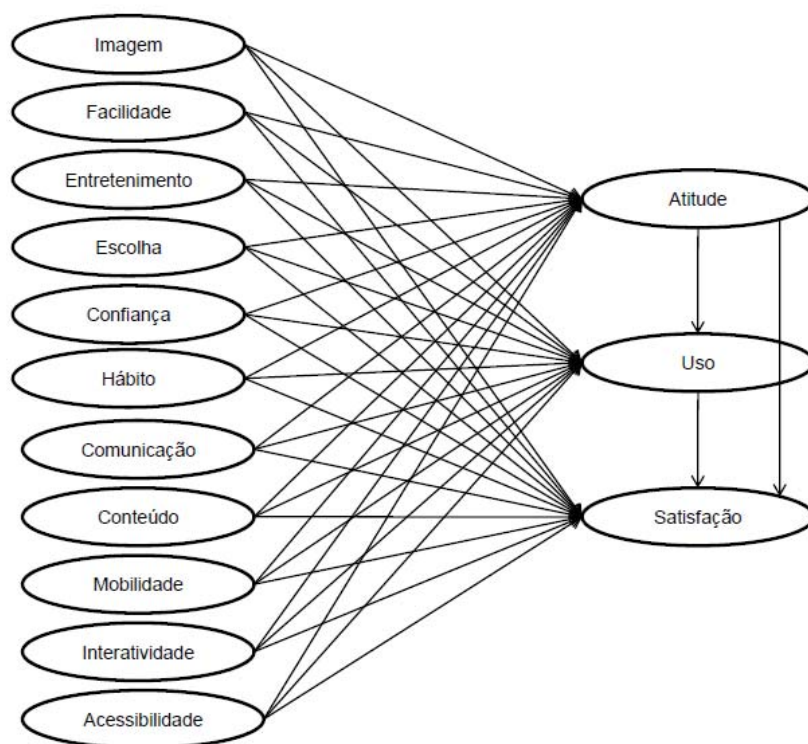 Imagem
Facilidade
Entretenimento
Escolha
Confiança
Hábito
Comunicação
Conteúdo
Mobilidade
Interatividade
Acessibilidade
Atitude
Uso
Satisfação